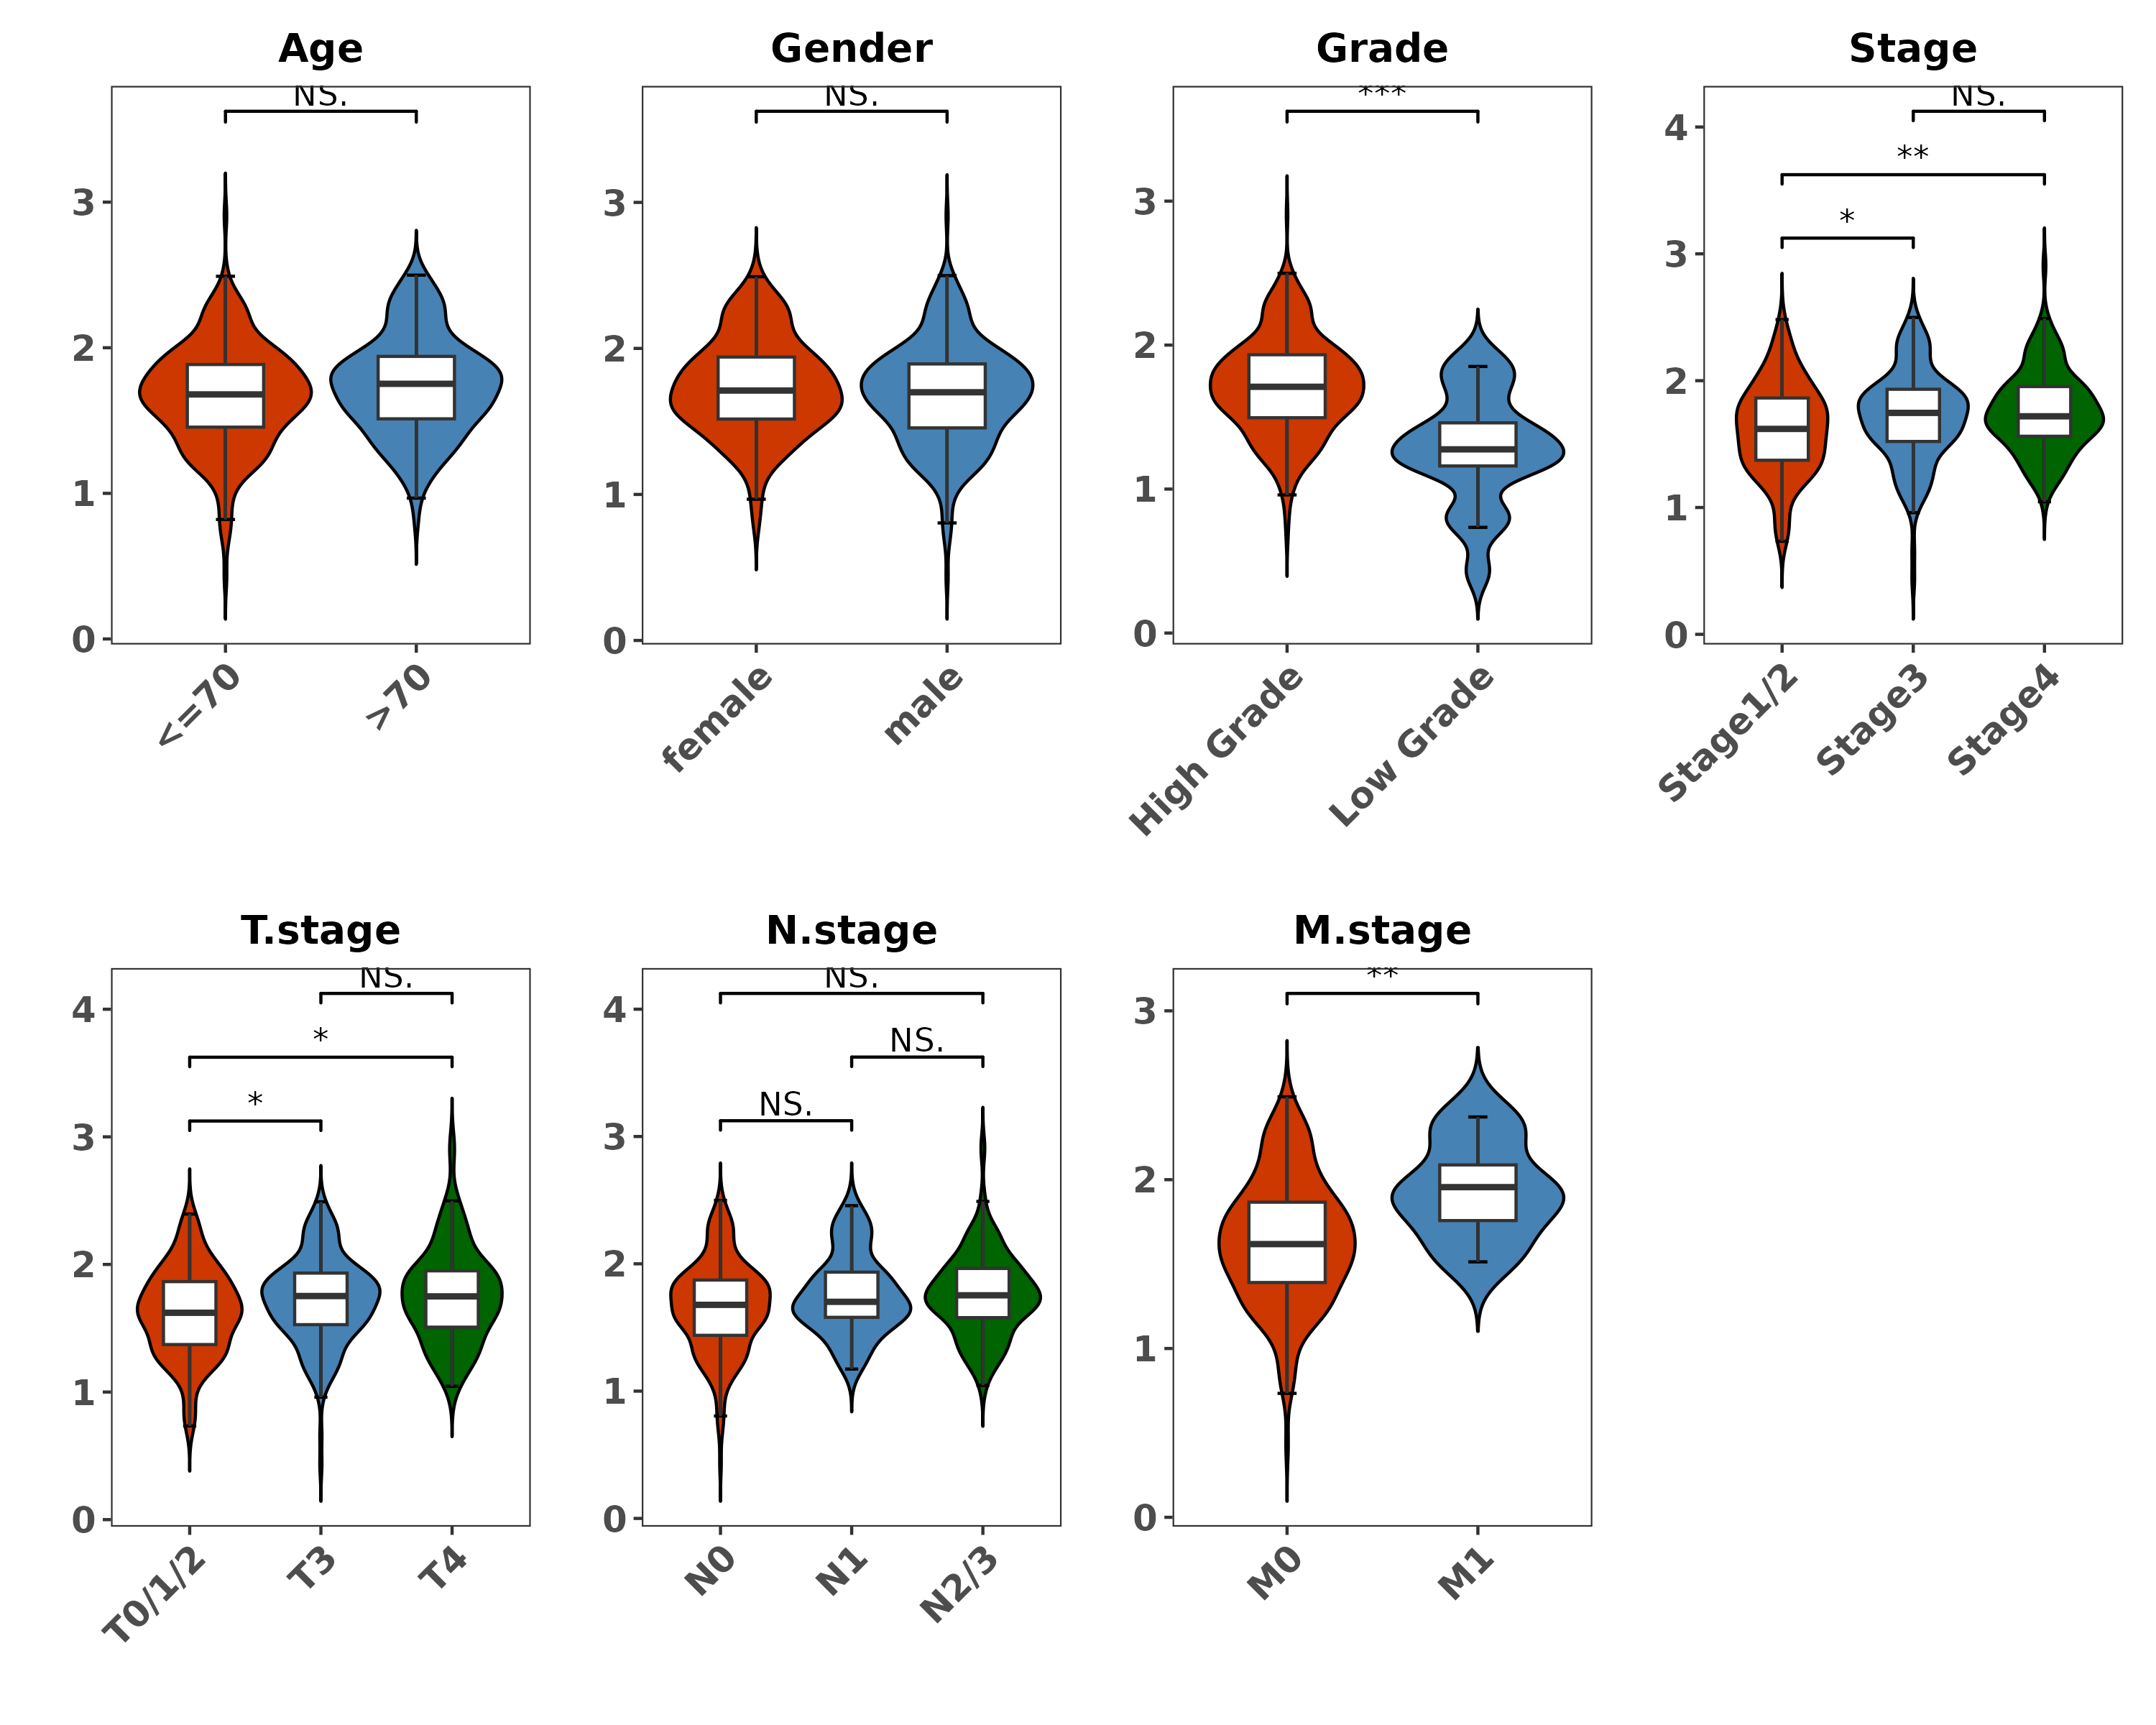 Age
NS.
3
2
1
0
<=70
>70
Gender
NS.
3
2
1
0
female
male
Grade
***
3
2
1
0
High Grade
Low Grade
Stage
NS.
**
*
4
3
2
1
0
Stage1/2
Stage3
Stage4
T.stage
NS.
*
*
4
3
2
1
0
T0/1/2
T3
T4
N.stage
NS.
NS.
NS.
4
3
2
1
0
N0
N1
N2/3
M.stage
**
3
2
1
0
M0
M1